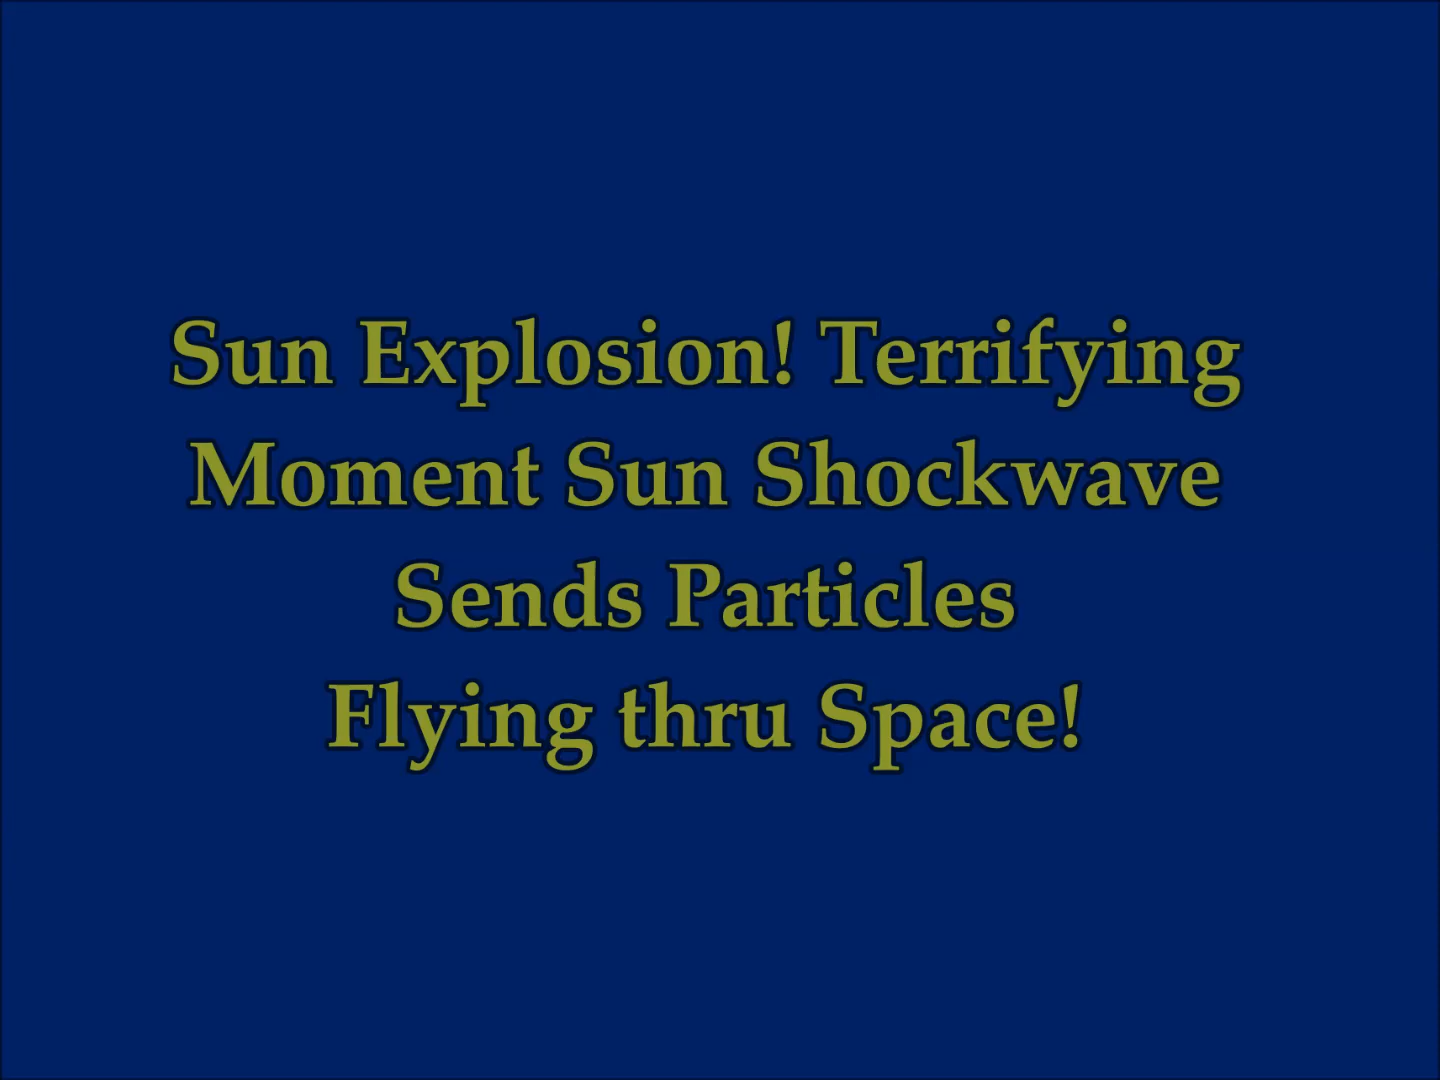 Sun Explosion! Terrifying
Moment Sun Shockwave
Sends Particles
Flying thru Space!